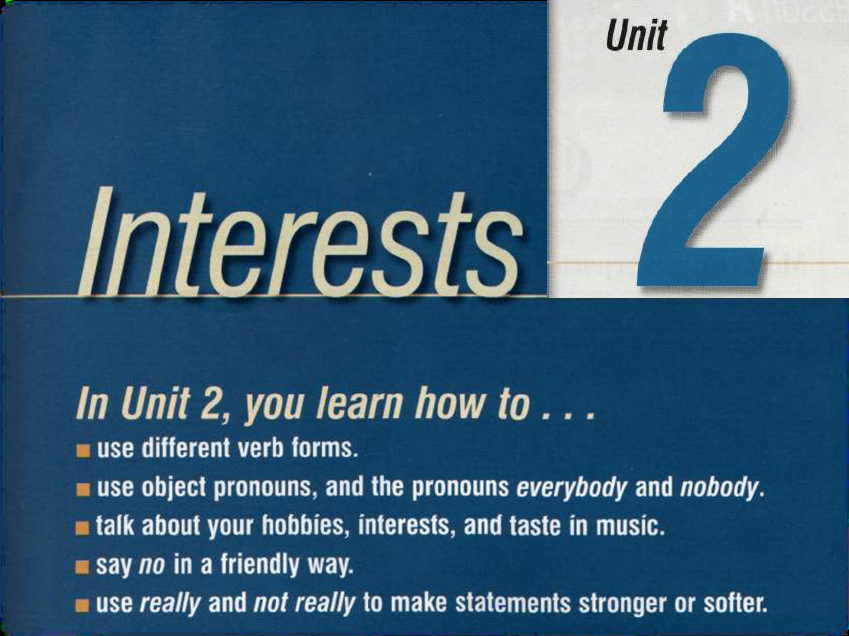 Unit
2
Interests
In Unit 2, you learn how to . . .
■ use different verb forms.
■ use object pronouns, and the pronouns everybody and nobody.
■ talk about your hobbies, interests, and taste in music.
■ say no in a friendly way.
■ use really and not really to make statements stronger or softer.